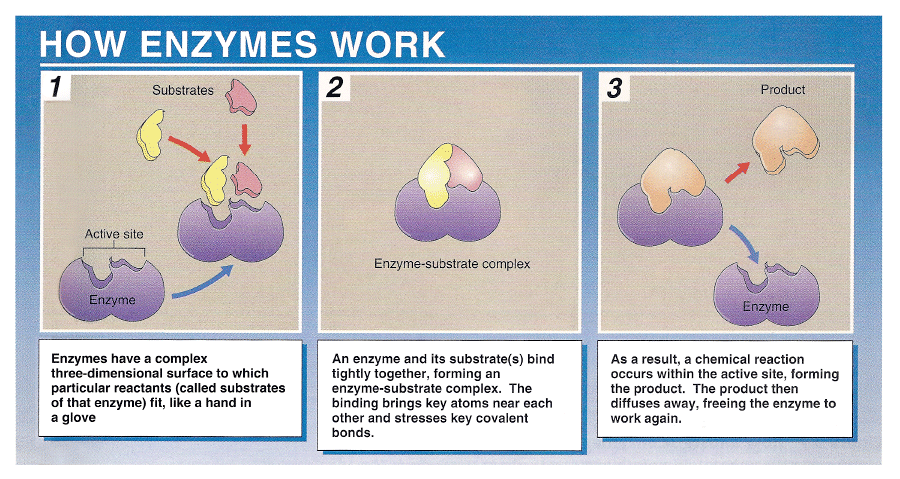 HOW ENZYMES WORK
1
Substrates
Active site
Enzyme
Enzymes have a complex
three-dimensional surface to which
particular reactants (called substrates
of that enzyme) fit, like a hand in
a glove
2
Enzyme-substrate complex
An enzyme and its substrate(s) bind
tightly together, forming an
enzyme-substrate complex. The
binding brings key atoms near each
other and stresses key covalent
bonds.
3
Product
Enzyme
As a result, a chemical reaction
occurs within the active site, forming
the product. The product then
diffuses away, freeing the enzyme to
work again.